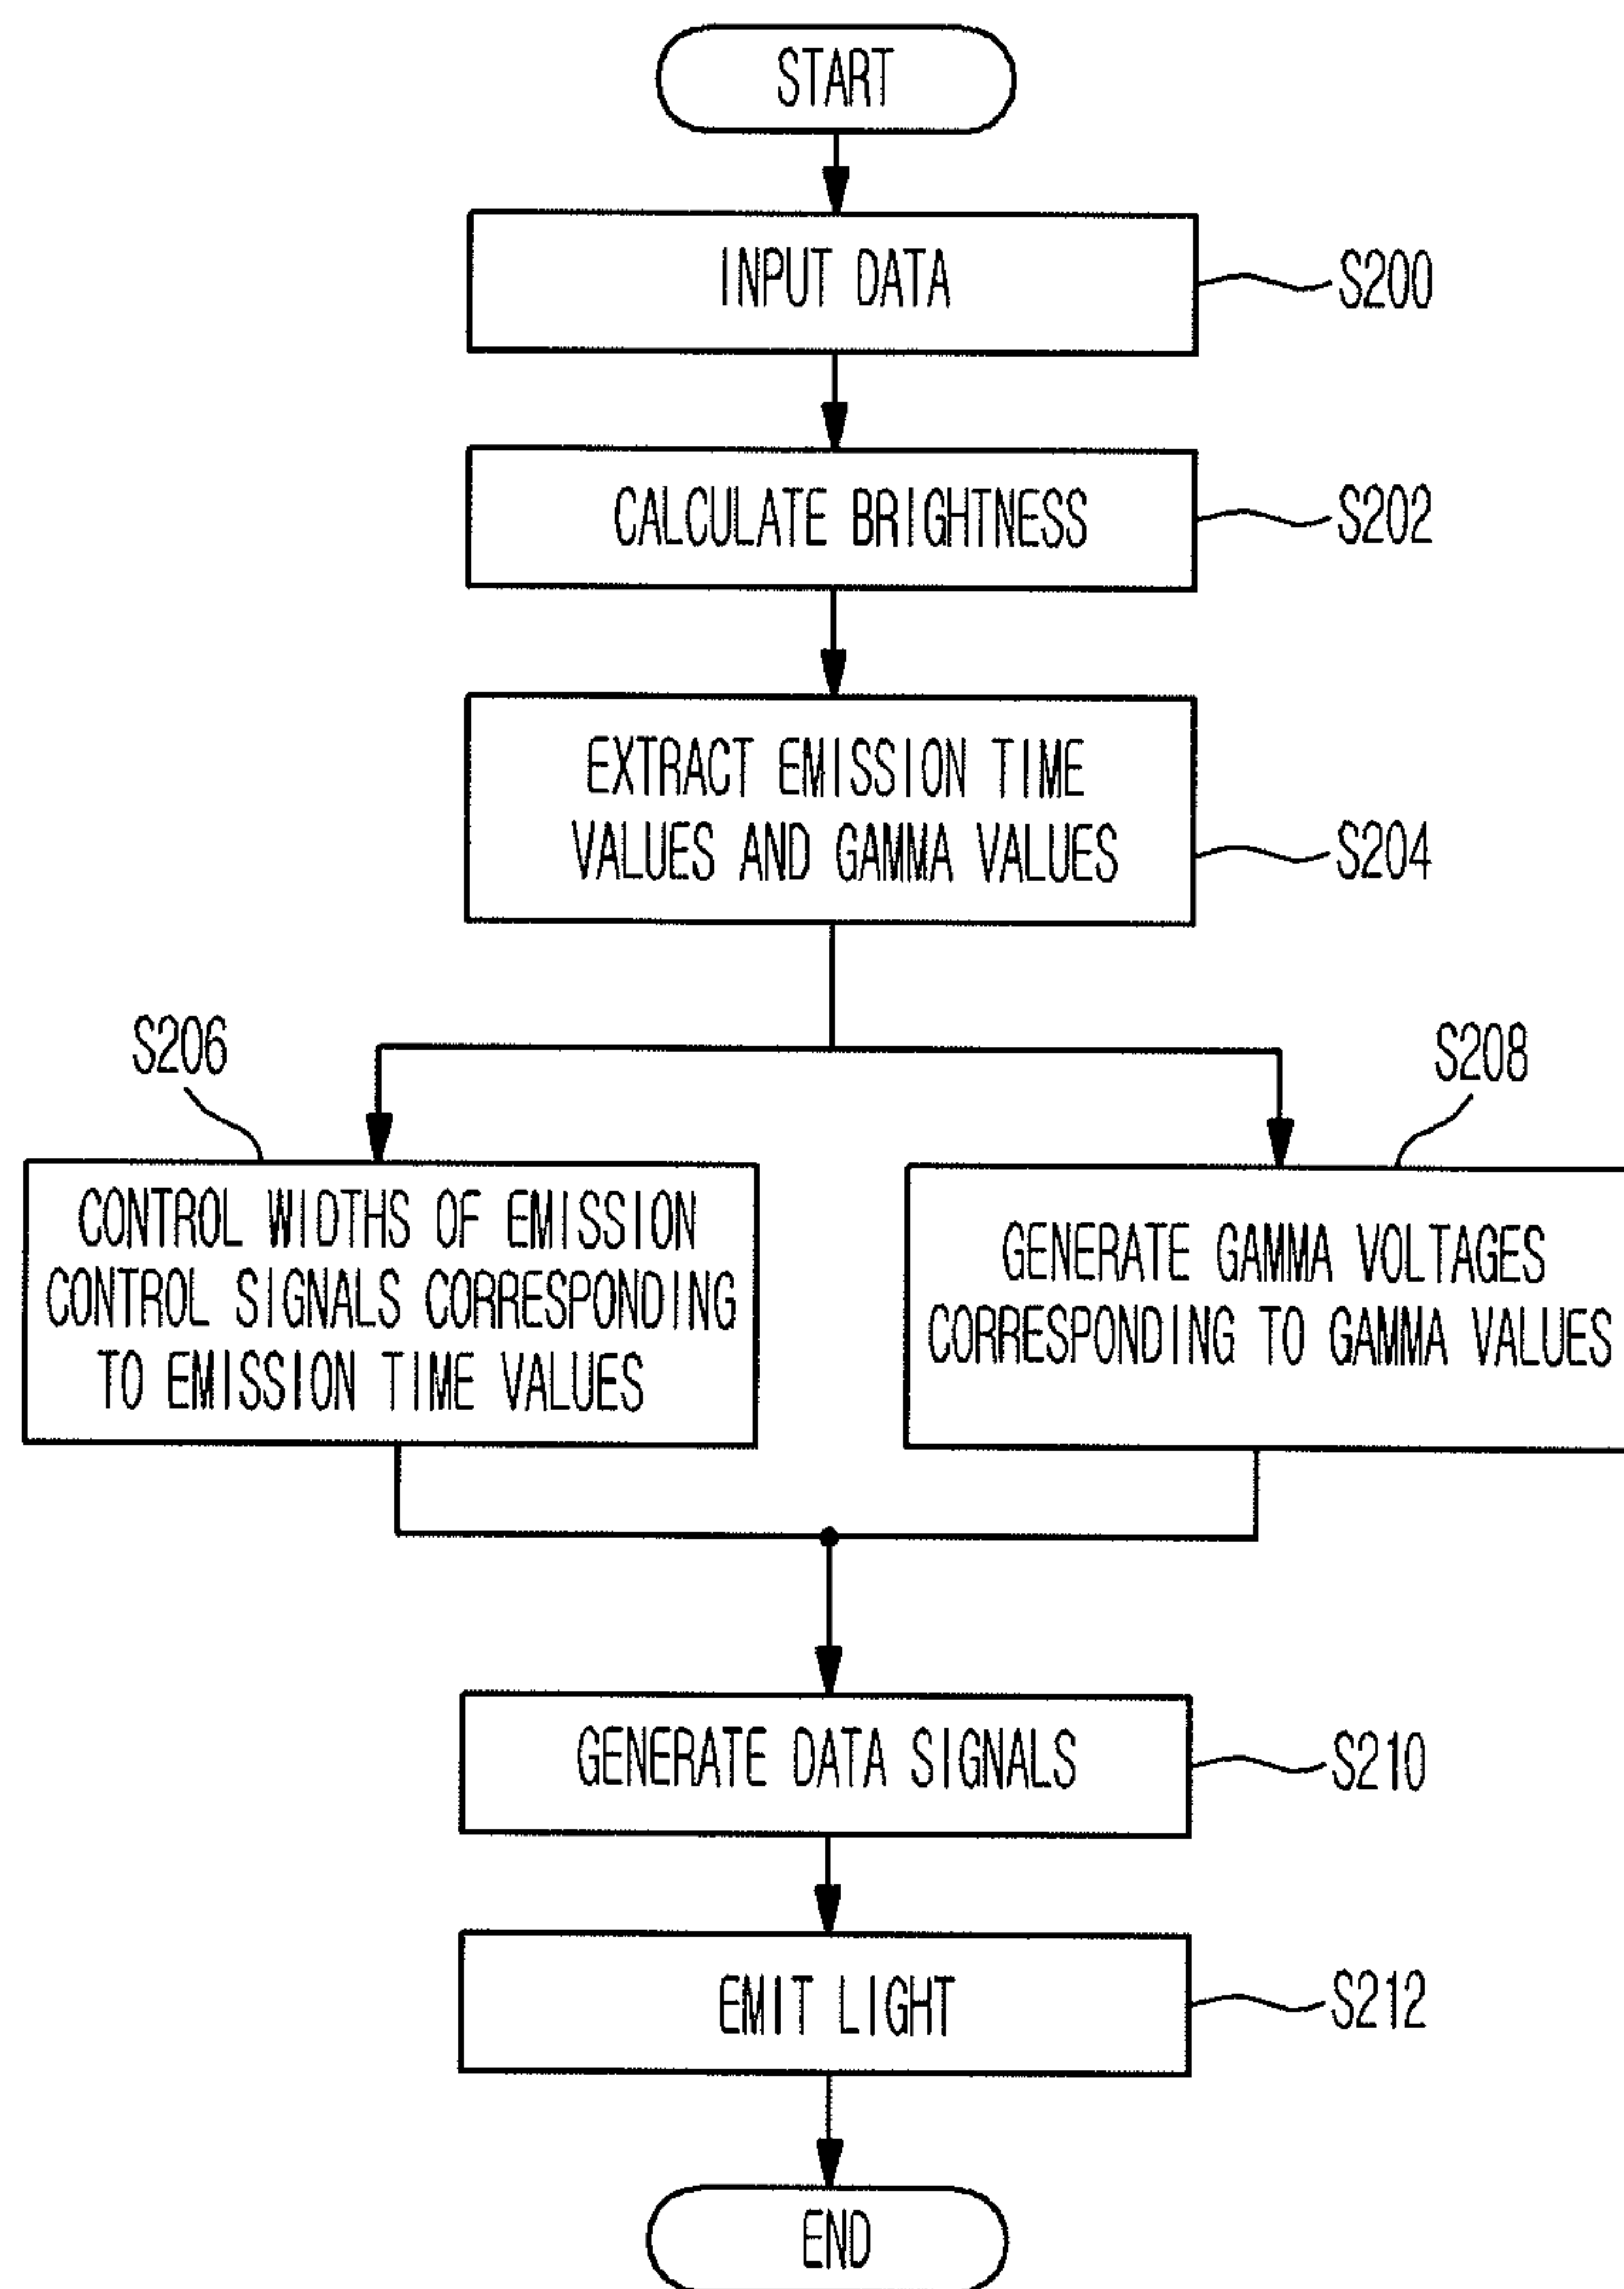 START
INPUT DATA
S200
CALCULATE BRIGHTNESS
S202
EXTRACT EMISSION TIME
VALUES AND GAMMA VALUES
S204
S206
S208
CONTROL WIDTHS OF EMISSION
CONTROL SIGNALS CORRESPONDING
TO EMISSION TIME VALUES
GENERATE GAMMA VOLTAGES
CORRESPONDING TO GAMMA VALUES
GENERATE DATA SIGNALS
S210
EMIT LIGHT
S212
END